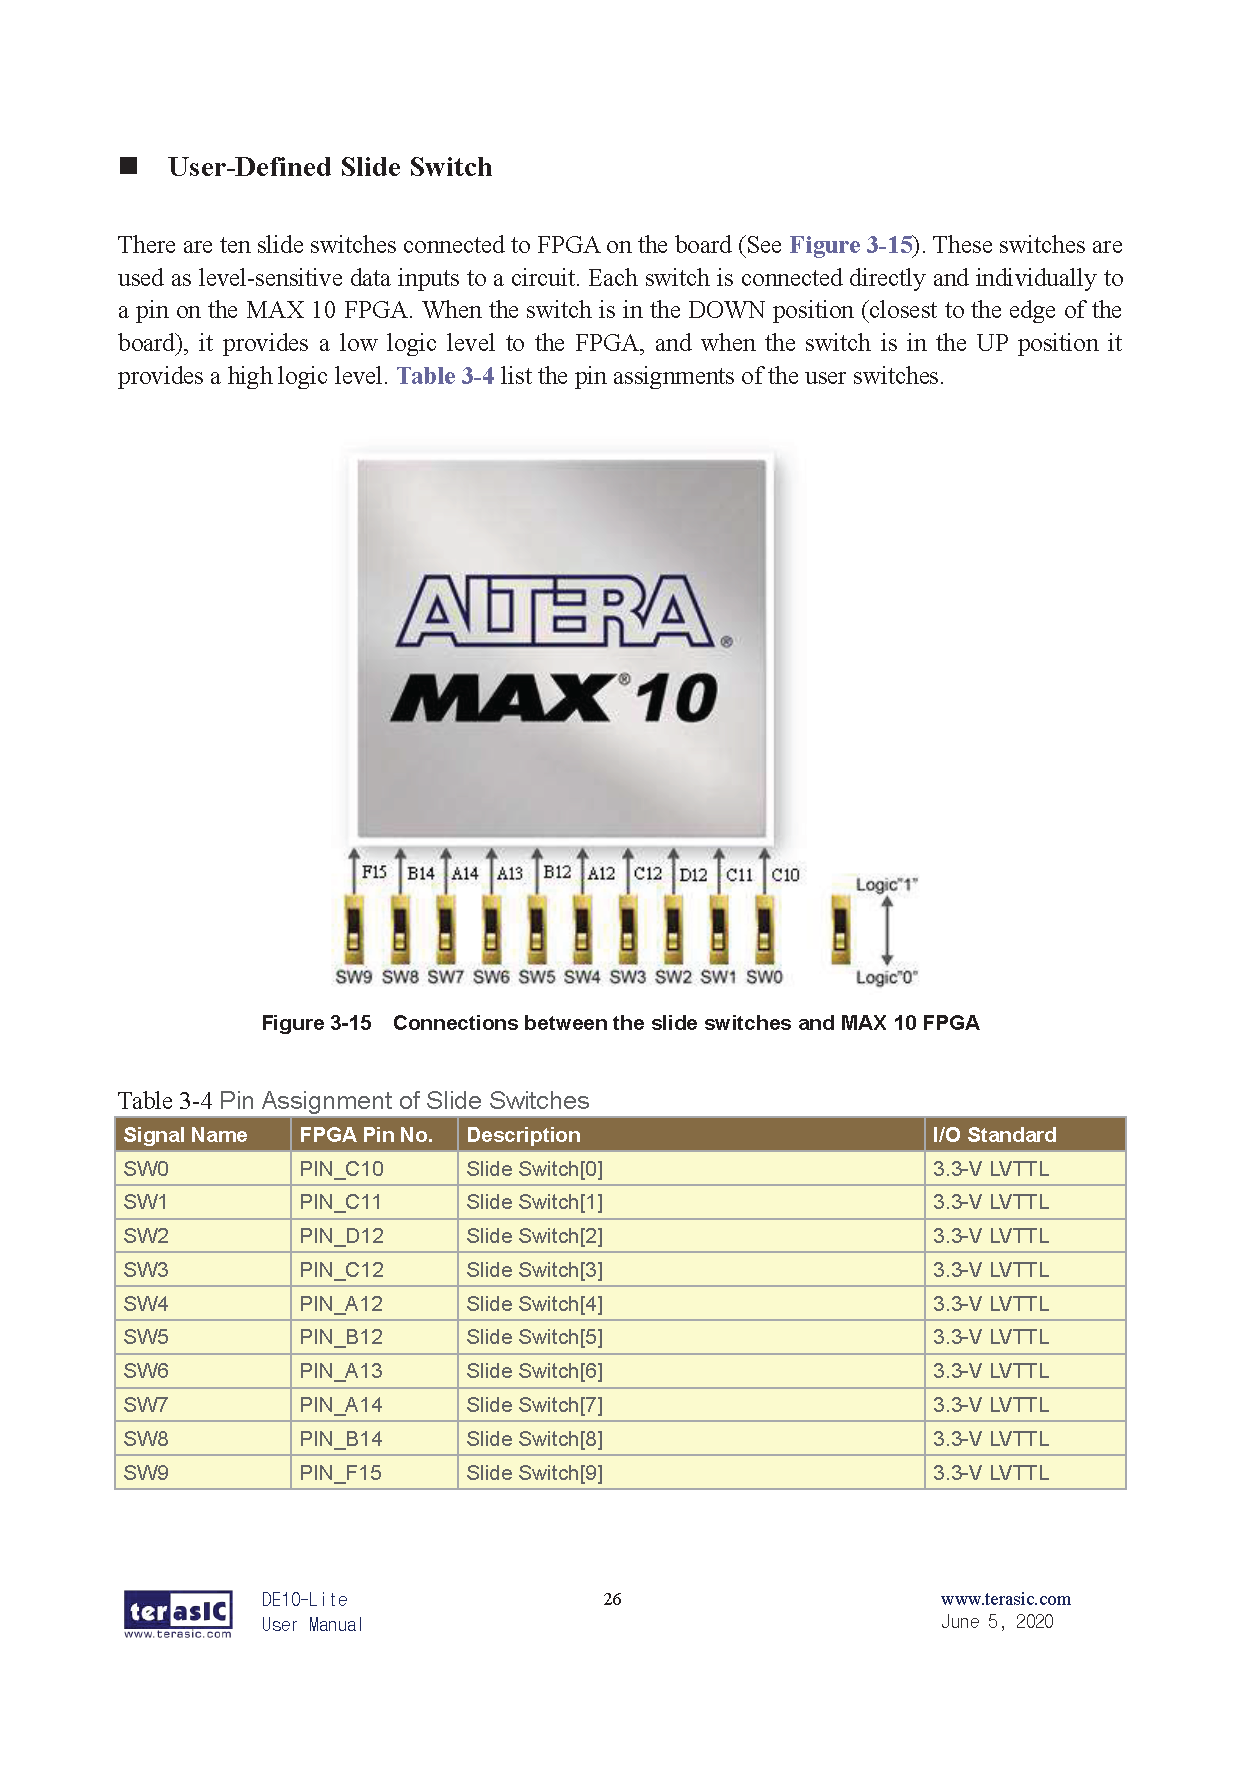 ■ User-Defined Slide Switch
There are ten slide switches connected to FPGA on the board (See Figure 3-15). These switches are
used as level-sensitive data inputs to a circuit. Each switch is connected directly and individually to
a pin on the MAX 10 FPGA. When the switch is in the DOWN position (closest to the edge of the
board), it provides a low logic level to the FPGA, and when the switch is in the UP position it
provides a high logic level. Table 3-4 list the pin assignments of the user switches.
ALTERA®
MAX® 10
F15 B14 A14 A13 B12 A12 C12 D12 C11 C10
Logic"1"
SW9 SW8 SW7 SW6 SW5 SW4 SW3 SW2 SW1 SW0
Logic"0"
Figure 3-15 Connections between the slide switches and MAX 10 FPGA
Table 3-4 Pin Assignment of Slide Switches
Signal Name FPGA Pin No. Description I/O Standard
SW0 PIN_C10 Slide Switch[0] 3.3-V LVTTL
SW1 PIN_C11 Slide Switch[1] 3.3-V LVTTL
SW2 PIN_D12 Slide Switch[2] 3.3-V LVTTL
SW3 PIN_C12 Slide Switch[3] 3.3-V LVTTL
SW4 PIN_A12 Slide Switch[4] 3.3-V LVTTL
SW5 PIN_B12 Slide Switch[5] 3.3-V LVTTL
SW6 PIN_A13 Slide Switch[6] 3.3-V LVTTL
SW7 PIN_A14 Slide Switch[7] 3.3-V LVTTL
SW8 PIN_B14 Slide Switch[8] 3.3-V LVTTL
SW9 PIN_F15 Slide Switch[9] 3.3-V LVTTL
terasIC
www.terasic.com
DE10-Lite
User Manual
26
www.terasic.com
June 5, 2020